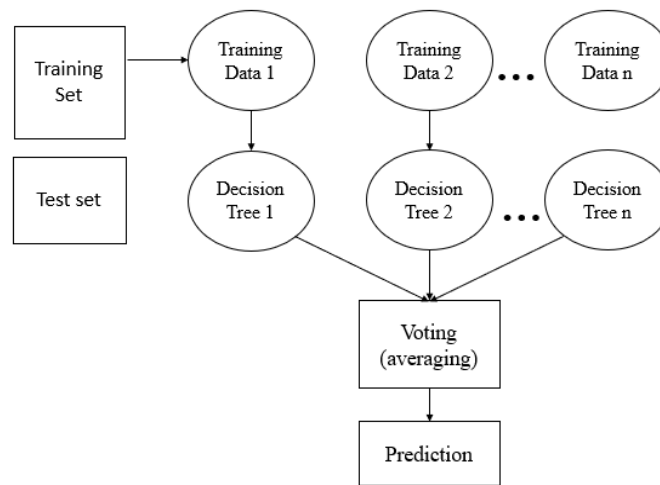 Training
Set
Training
Data 1
Training
Data 2
...
Training
Data n
Test set
Decision
Tree 1
Decision
Tree 2
...
Decision
Tree n
Voting
(averaging)
Prediction